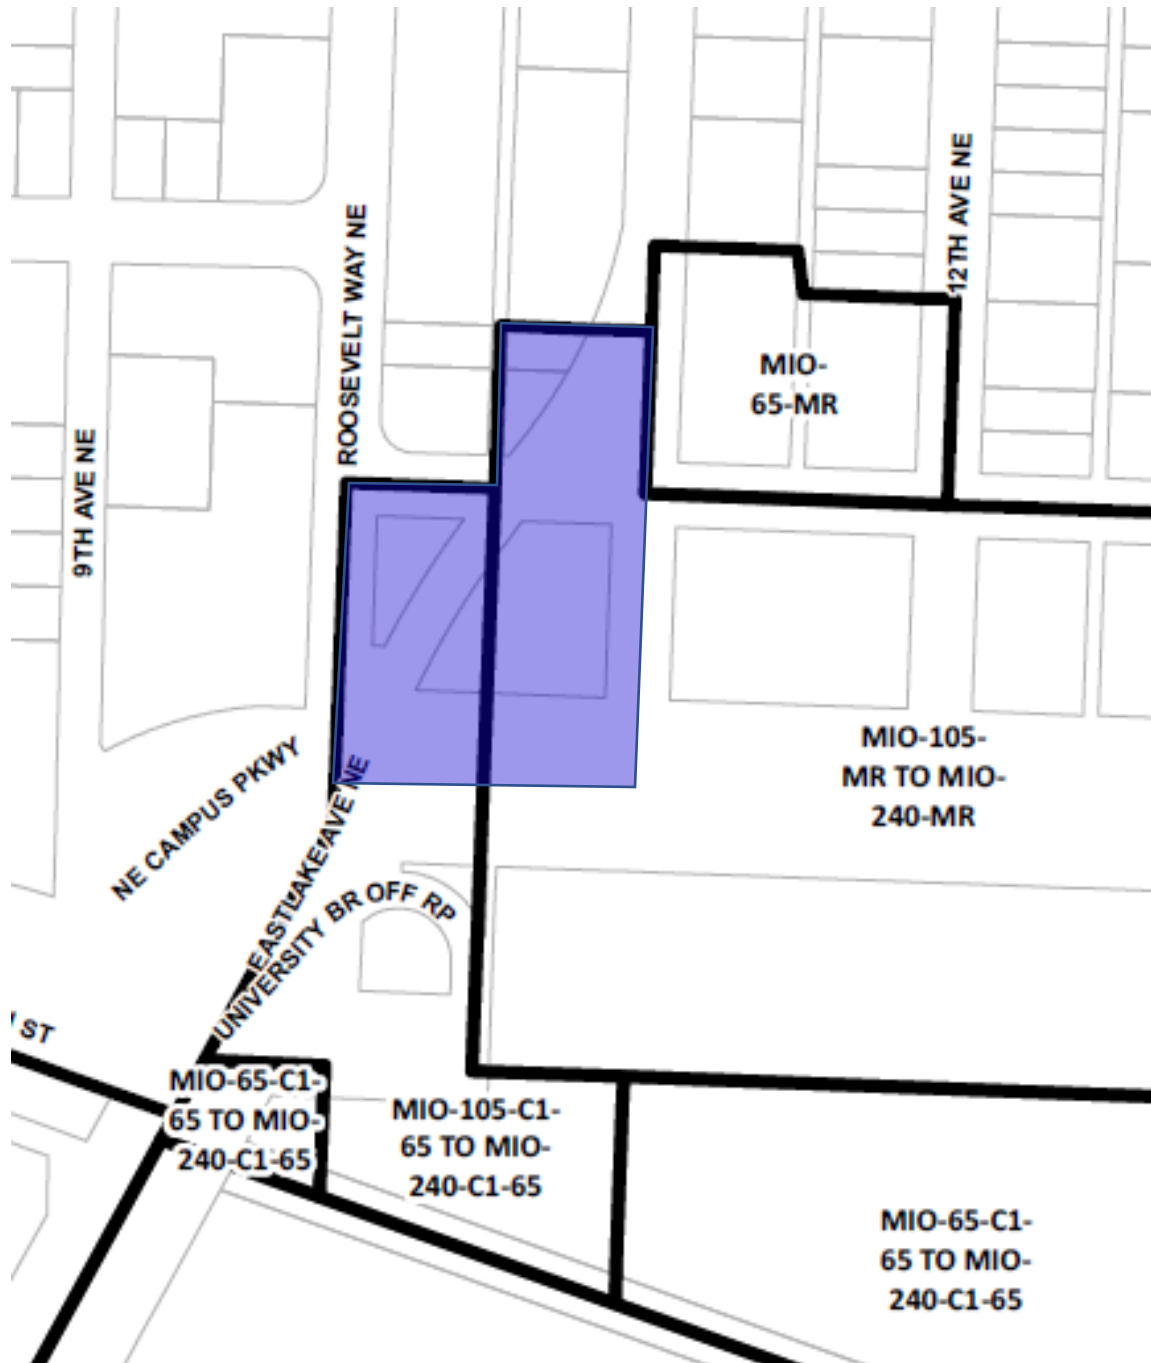 12TH AVE NE
ROOSEVELT WAY NE
MIO-
65-MR
9TH AVE NE
MIO-105-
MR TO MIO-
240-MR
NE CAMPUS PKWY
EASTLAKE AVE NE
UNIVERSITY BR OFF RP
ST
MIO-65-C1-
65 TO MIO-
240-C1-65
MIO-105-C1-
65 TO MIO-
240-C1-65
MIO-65-C1-
65 TO MIO-
240-C1-65